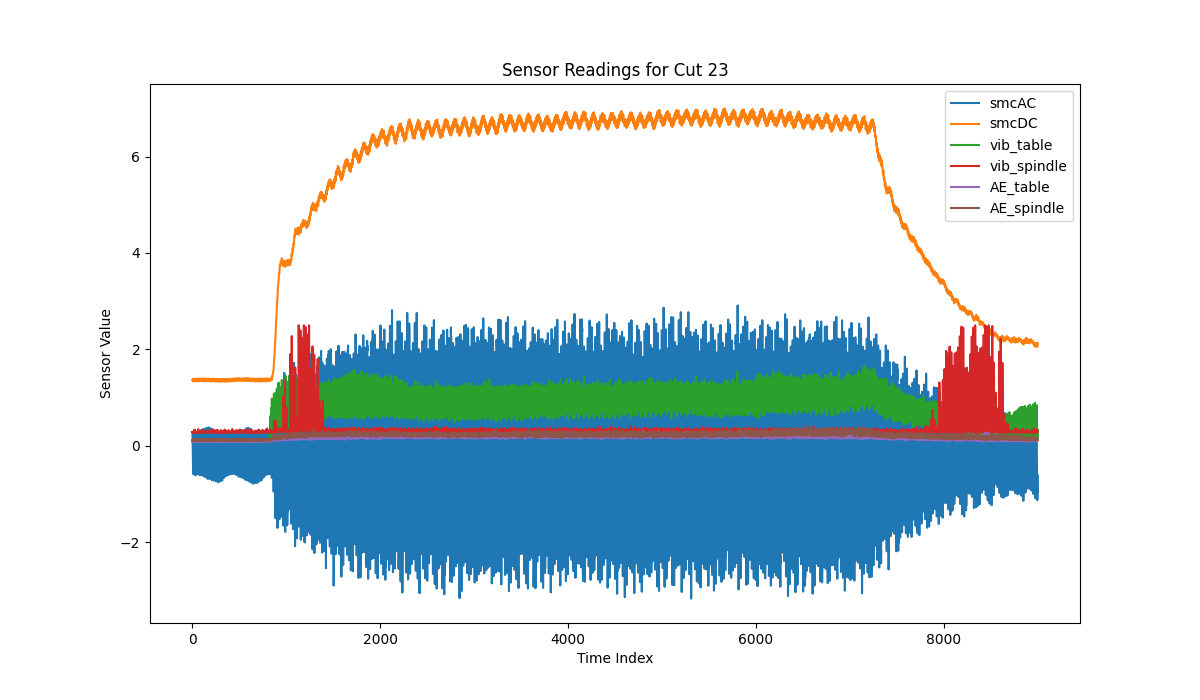 Sensor Readings for Cut 23
smcAC
smcDC
vib_table
vib_spindle
AE_table
AE_spindle
Sensor Value
6
4
2
0
−2
0
2000
4000
6000
8000
Time Index